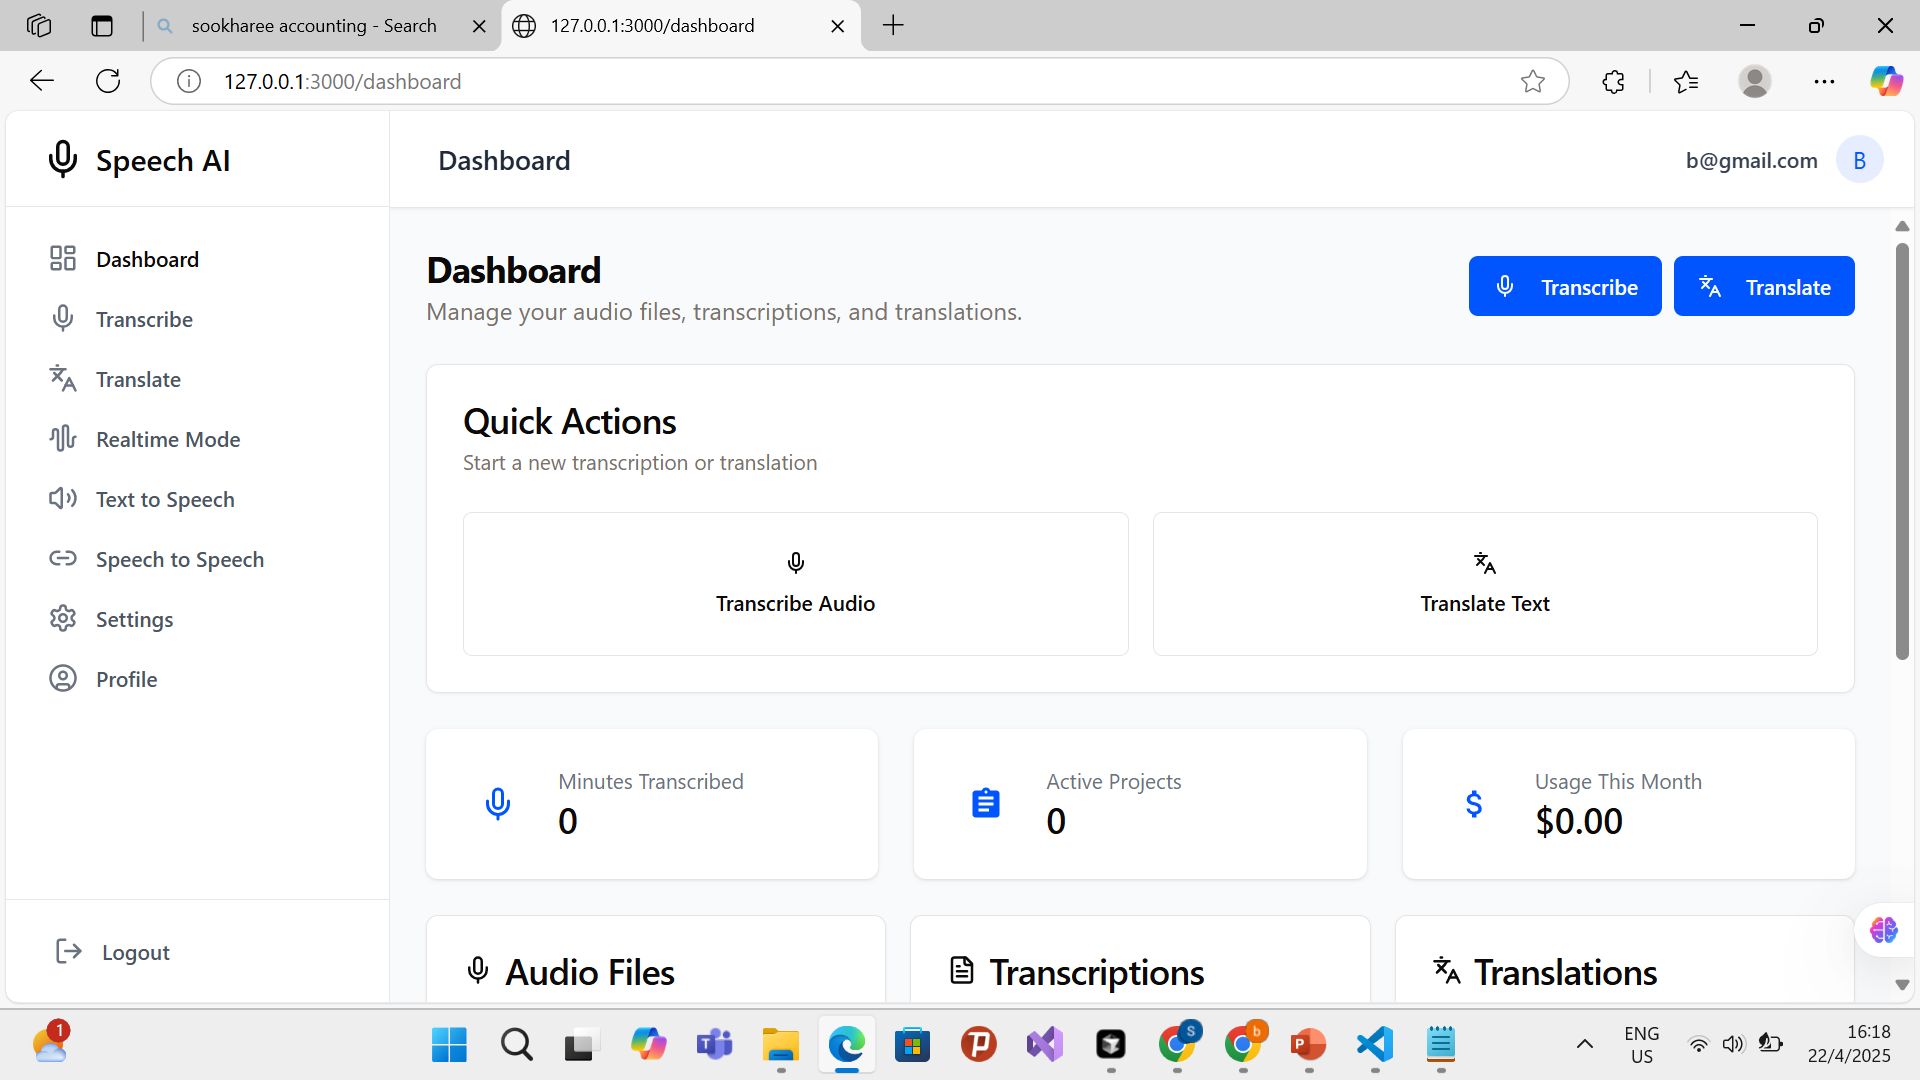 sookharee accounting - Search
127.0.0.1:3000/dashboard
127.0.0.1:3000/dashboard
Speech AI
Dashboard
b@gmail.com
B
Dashboard
Transcribe
Translate
Realtime Mode
Text to Speech
Speech to Speech
Settings
Profile
Logout
Dashboard
Manage your audio files, transcriptions, and translations.
Transcribe
Translate
Quick Actions
Start a new transcription or translation
Transcribe Audio
Translate Text
Minutes Transcribed
0
Active Projects
0
Usage This Month
$0.00
Audio Files
Transcriptions
Translations
1
S
b
ENG
US
16:18
22/4/2025